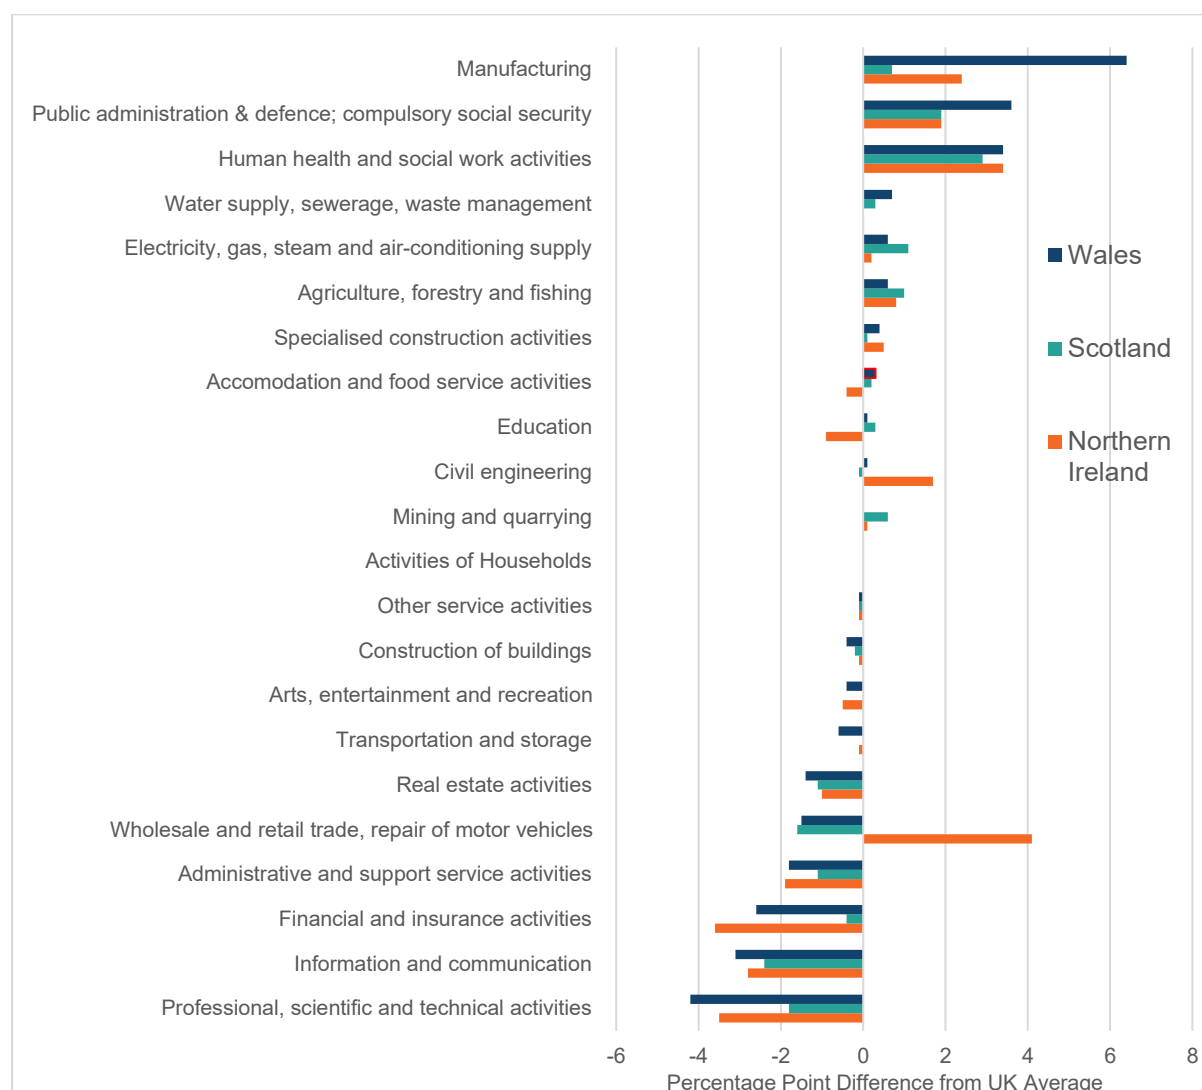 Manufacturing
Public administration & defence; compulsory social security
Human health and social work activities
Water supply, sewerage, waste management
Electricity, gas, steam and air-conditioning supply
Agriculture, forestry and fishing
Specialised construction activities
Accomodation and food service activities
Education
Civil engineering
Mining and quarrying
Activities of Households
Other service activities
Construction of buildings
Arts, entertainment and recreation
Transportation and storage
Real estate activities
Wholesale and retail trade, repair of motor vehicles
Administrative and support service activities
Financial and insurance activities
Information and communication
Professional, scientific and technical activities
Wales
Scotland
Northern
Ireland
-6 -4 -2 0 2 4 6 8
Percentage Point Difference from UK Average